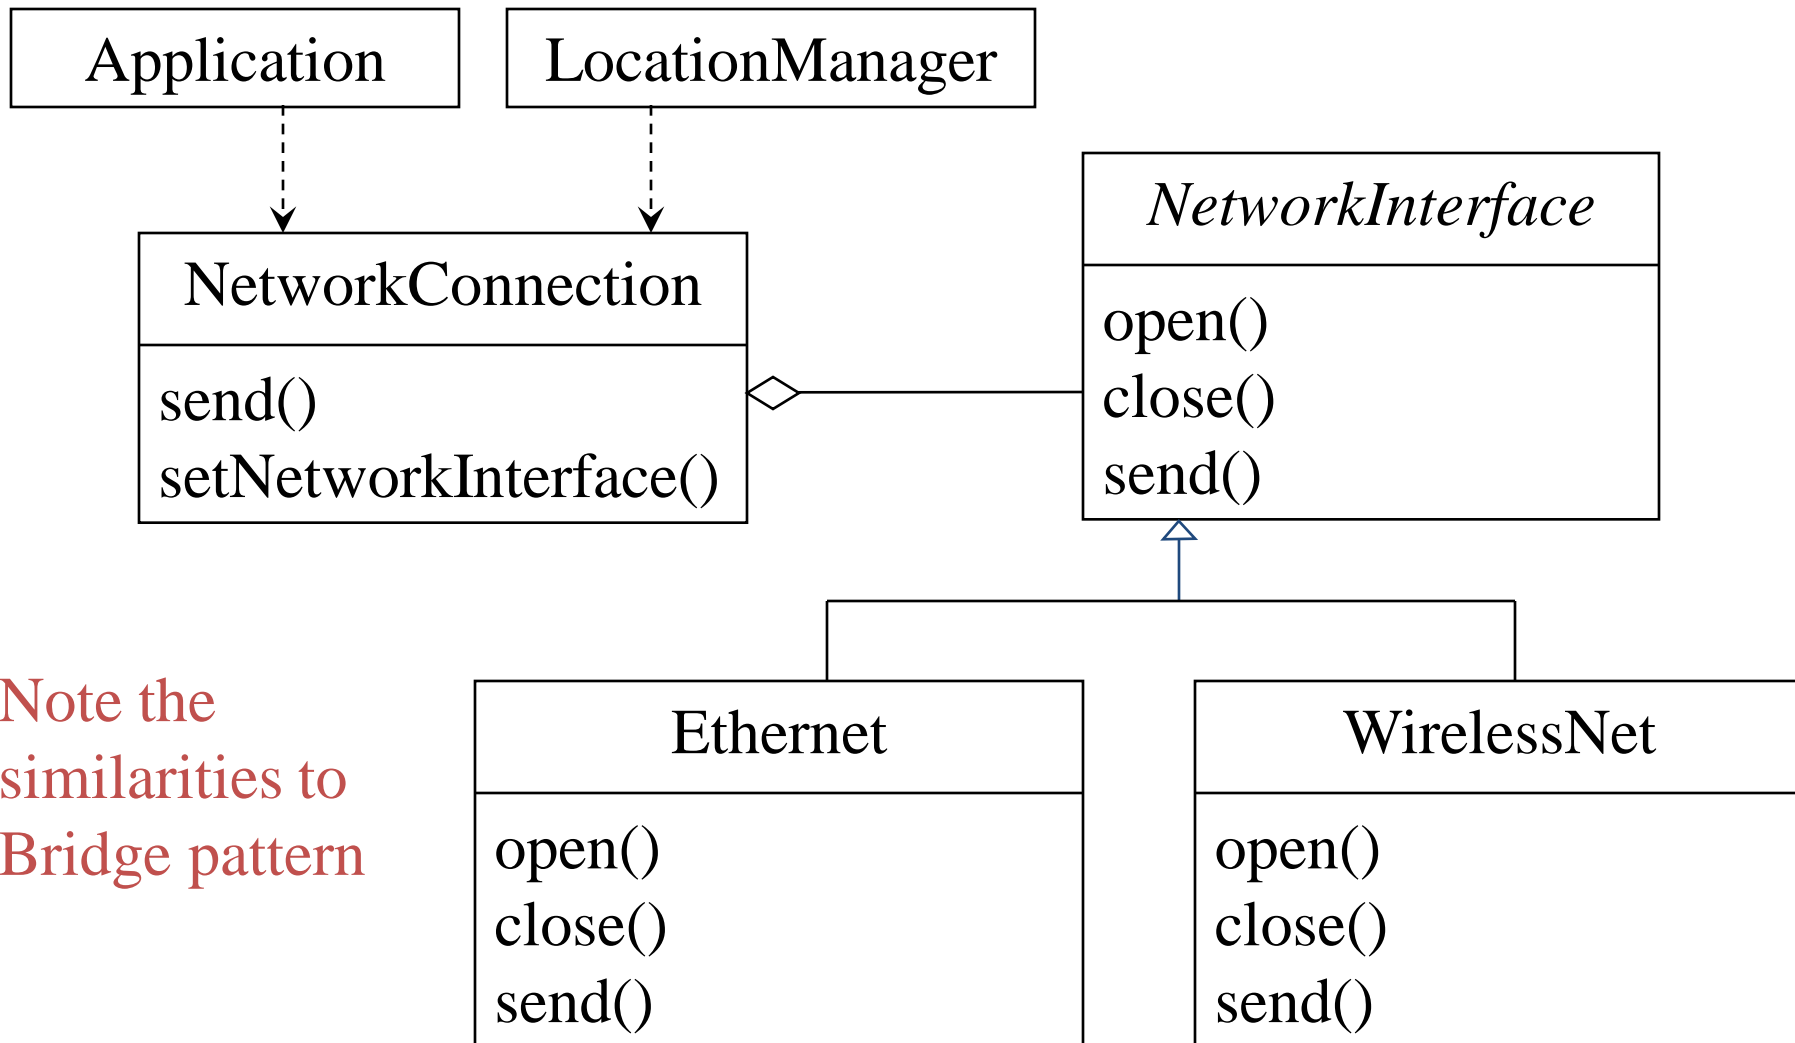 Application
LocationManager
NetworkInterface
open()
close()
send()
NetworkConnection
send()
setNetworkInterface()
Note the
similarities to
Bridge pattern
Ethernet
open()
close()
send()
WirelessNet
open()
close()
send()